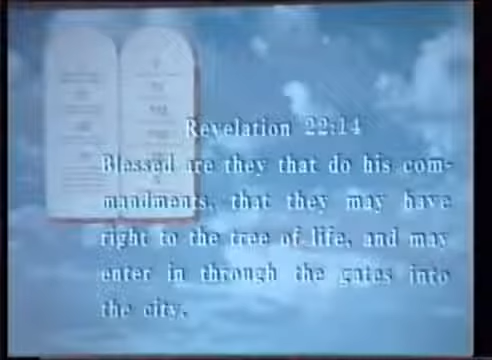 Revelation 22:14
Blessed are they that do his com-
mandments, that they may have
right to the tree of life, and may
enter in through the gates into
the city.